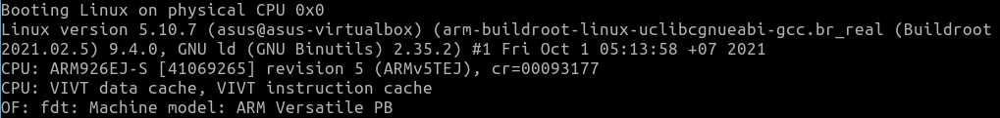 Booting Linux on physical CPU 0x0
Linux version 5.10.7 (asus@asus-virtualbox) (arm-buildroot-linux-uclibcgnueabi-gcc.br_real (Buildroot
2021.02.5) 9.4.0, GNU ld (GNU Binutils) 2.35.2) #1 Fri Oct 1 05:13:58 +07 2021
CPU: ARM926EJ-S [41069265] revision 5 (ARMv5TEJ), cr=00093177
CPU: VIVT data cache, VIVT instruction cache
OF: fdt: Machine model: ARM Versatile PB